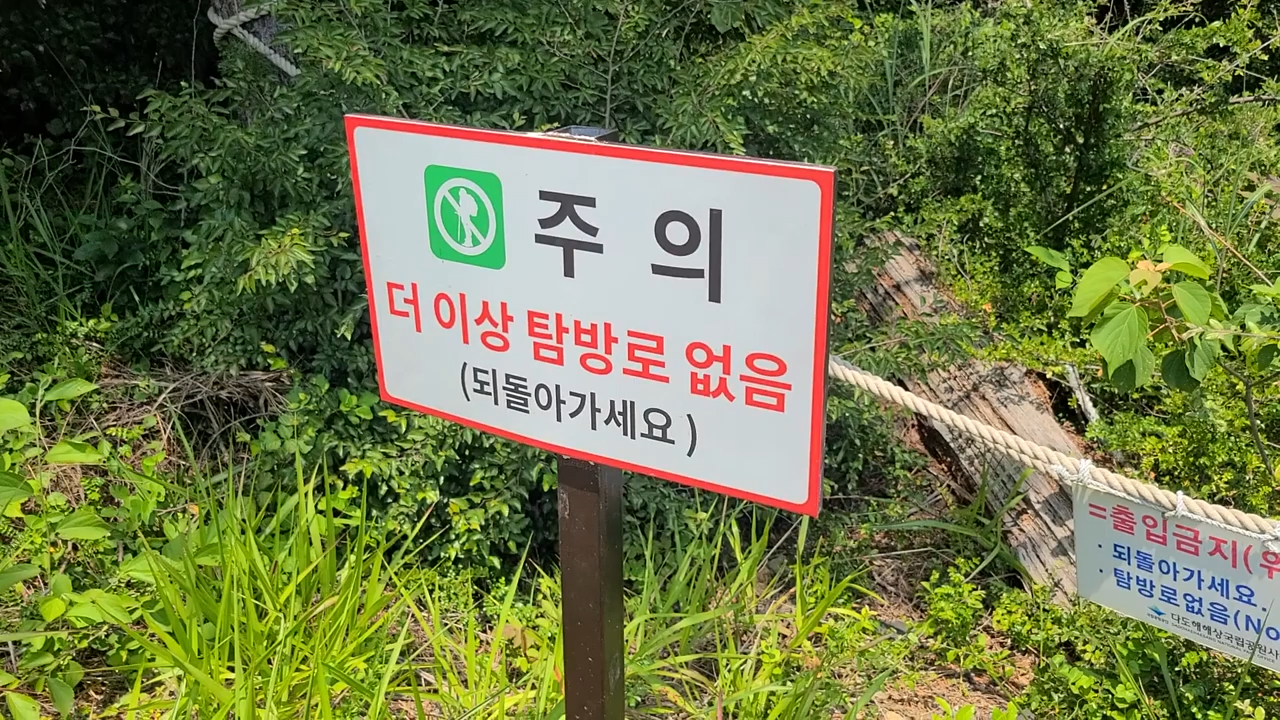 주 의
더 이상 탐방로 없음
(되돌아가세요)
=출입금지(우
· 되돌아가세요.
· 탐방로없음(No
다도해해상국립공원사